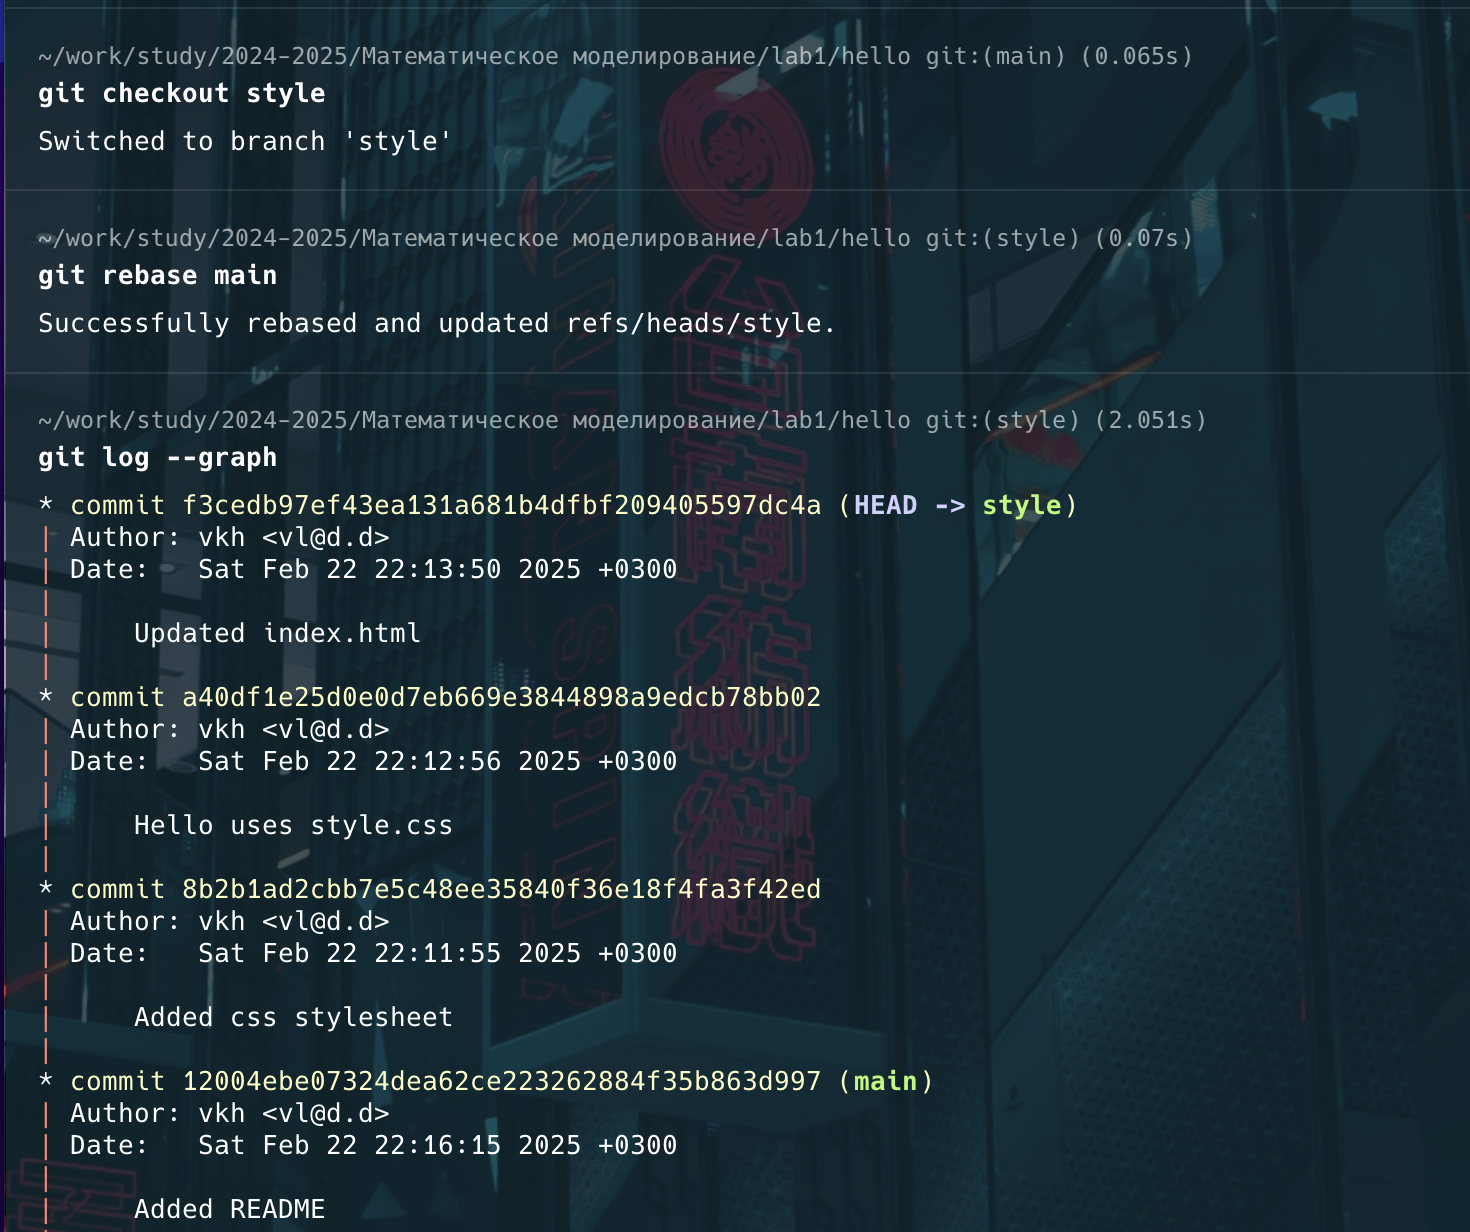 ~/work/study/2024-2025/Математическое моделирование/lab1/hello git:(main) (0.065s)
git checkout style
Switched to branch 'style'
~/work/study/2024-2025/Математическое моделирование/lab1/hello git:(style) (0.07s)
git rebase main
Successfully rebased and updated refs/heads/style.
~/work/study/2024-2025/Математическое моделирование/lab1/hello git:(style) (2.051s)
git log --graph
* commit f3cedb97ef43ea131a681b4dfbf209405597dc4a (HEAD -> style)
| Author: vkh <vl@d.d>
| Date:   Sat Feb 22 22:13:50 2025 +0300
|
|     Updated index.html
|
* commit a40df1e25d0e0d7eb669e3844898a9edcb78bb02
| Author: vkh <vl@d.d>
| Date:   Sat Feb 22 22:12:56 2025 +0300
|
|     Hello uses style.css
|
* commit 8b2b1ad2cbb7e5c48ee35840f36e18f4fa3f42ed
| Author: vkh <vl@d.d>
| Date:   Sat Feb 22 22:11:55 2025 +0300
|
|     Added css stylesheet
|
* commit 12004ebe07324dea62ce223262884f35b863d997 (main)
| Author: vkh <vl@d.d>
| Date:   Sat Feb 22 22:16:15 2025 +0300
|
|     Added README